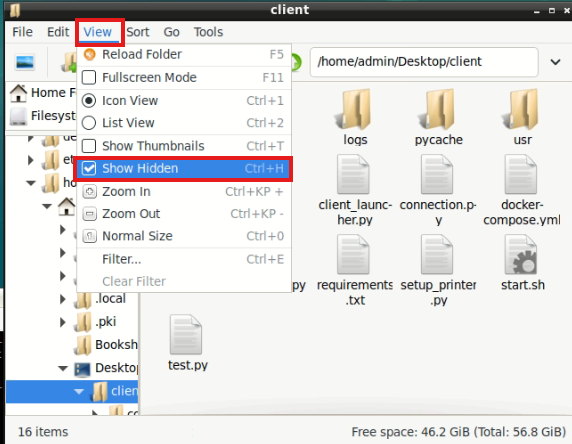 client
File Edit View Sort Go Tools
/home/admin/Desktop/client
Reload Folder F5
Fullscreen Mode F11
Icon View Ctrl+1
List View Ctrl+2
Show Thumbnails Ctrl+T
Show Hidden Ctrl+H
Zoom In Ctrl+KP +
Zoom Out Ctrl+KP -
Normal Size Ctrl+0
Filter... Ctrl+E
Clear Filter
Home F
Filesyste
de
et
ho
.local
.pki
Booksh
Desktop
clien
co
logs
pycache
usr
client_launc-
her.py
connection.p-
y
docker-
compose.yml
py
requirements
.txt
setup_printer
.py
start.sh
test.py
16 items
Free space: 46.2 GiB (Total: 56.8 GiB)